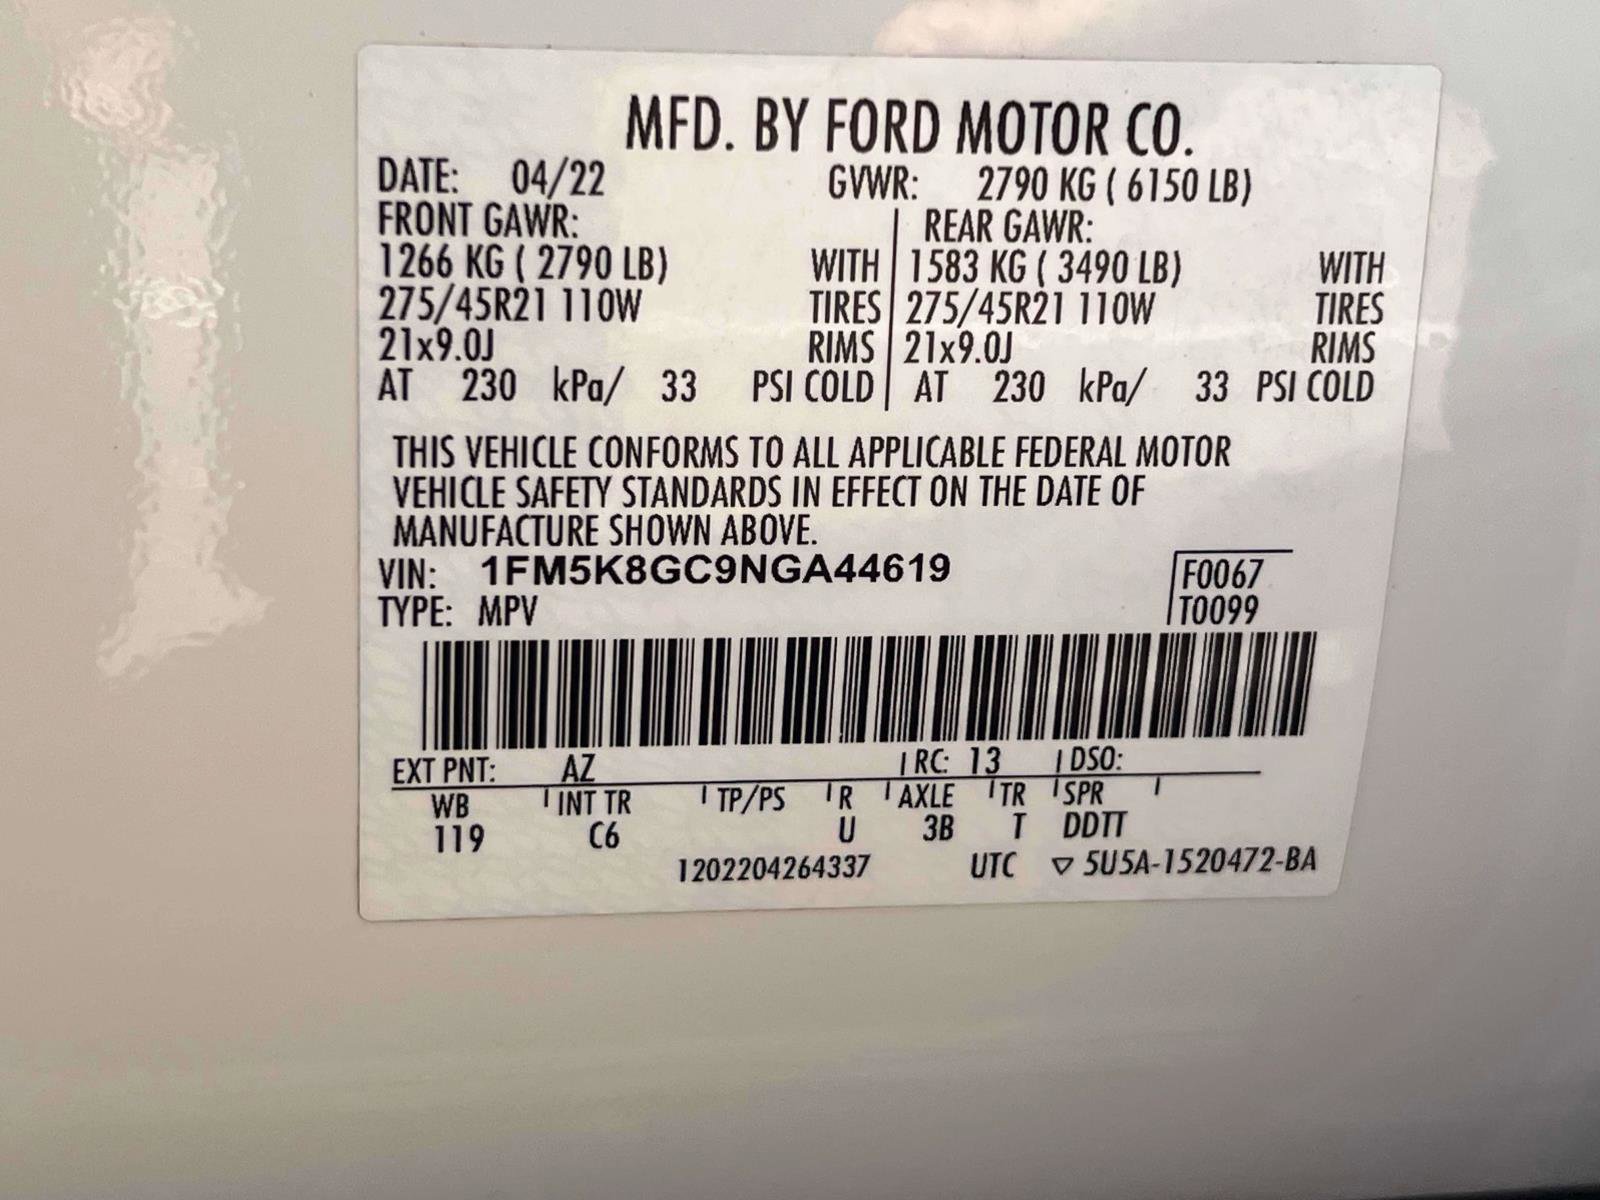 MFD. BY FORD MOTOR CO.
DATE: 04/22 GVWR: 2790 KG ( 6150 LB)
FRONT GAWR: REAR GAWR:
1266 KG ( 2790 LB) WITH 1583 KG ( 3490 LB) WITH
275/45R21 110W TIRES 275/45R21 110W TIRES
21x9.0J RIMS 21x9.0J RIMS
AT 230 kPa/ 33 PSI COLD AT 230 kPa/ 33 PSI COLD
THIS VEHICLE CONFORMS TO ALL APPLICABLE FEDERAL MOTOR
VEHICLE SAFETY STANDARDS IN EFFECT ON THE DATE OF
MANUFACTURE SHOWN ABOVE.
VIN: 1FM5K8GC9NGA44619 F0067
TYPE: MPV T0099
EXT PNT: AZ RC: 13 DSO:
WB INT TR TP/PS R AXLE TR SPR
119 C6 U 3B T DDTT
1202204264337 UTC ▽ 5U5A-1520472-BA